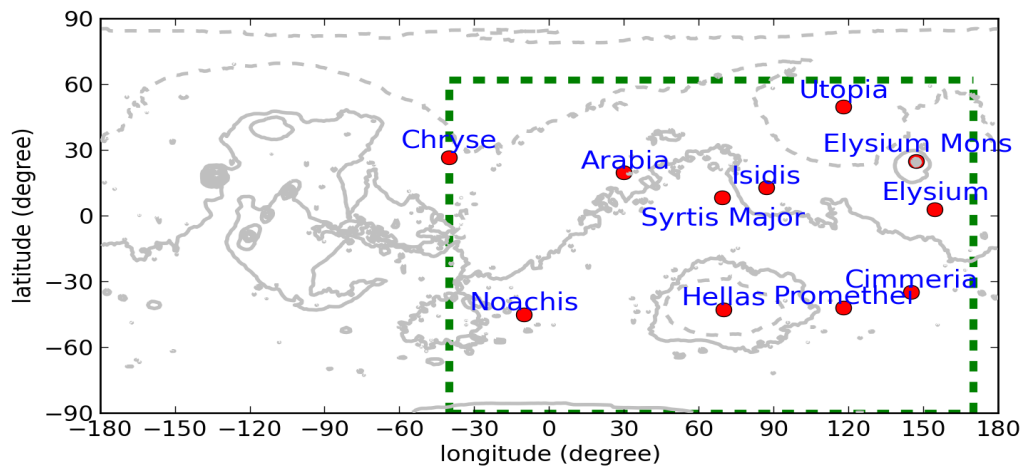 90
60
30
0
−30
−60
−90
latitude (degree)
Utopia
Chryse
Elysium Mons
Arabia
Isidis
Elysium
Syrtis Major
Cimmeria
Noachis
Hellas
Promethei
−180
−150
−120
−90
−60
−30
0
30
60
90
120
150
180
longitude (degree)